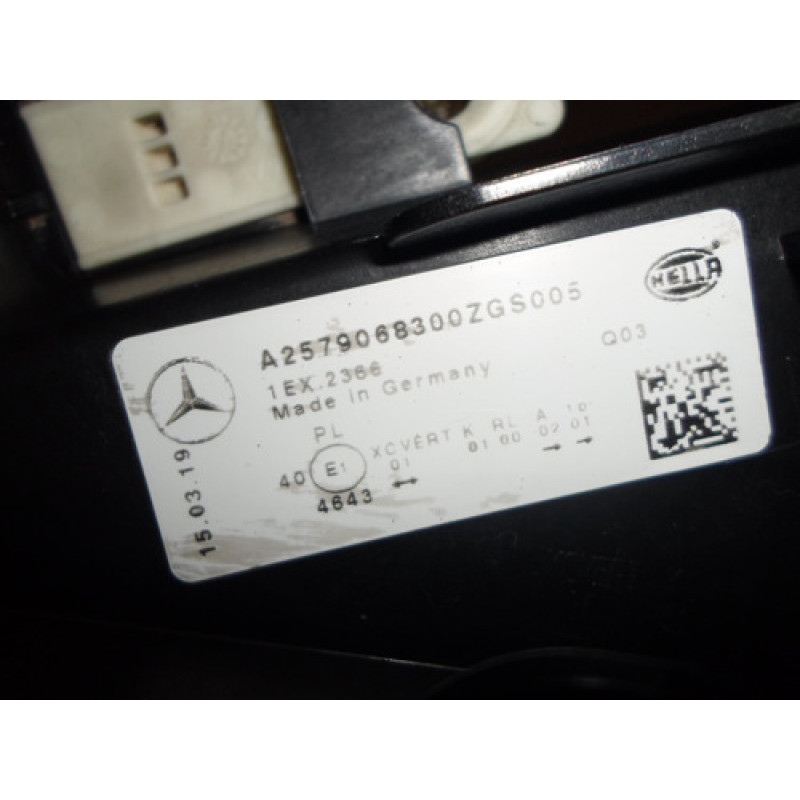 HELLA
A2579068300ZGS005
Q03
1EX.2366
Made in Germany
PL
XCVERT K RL A 10
40 E1 01 01 00 02 01
4643
15.03.19